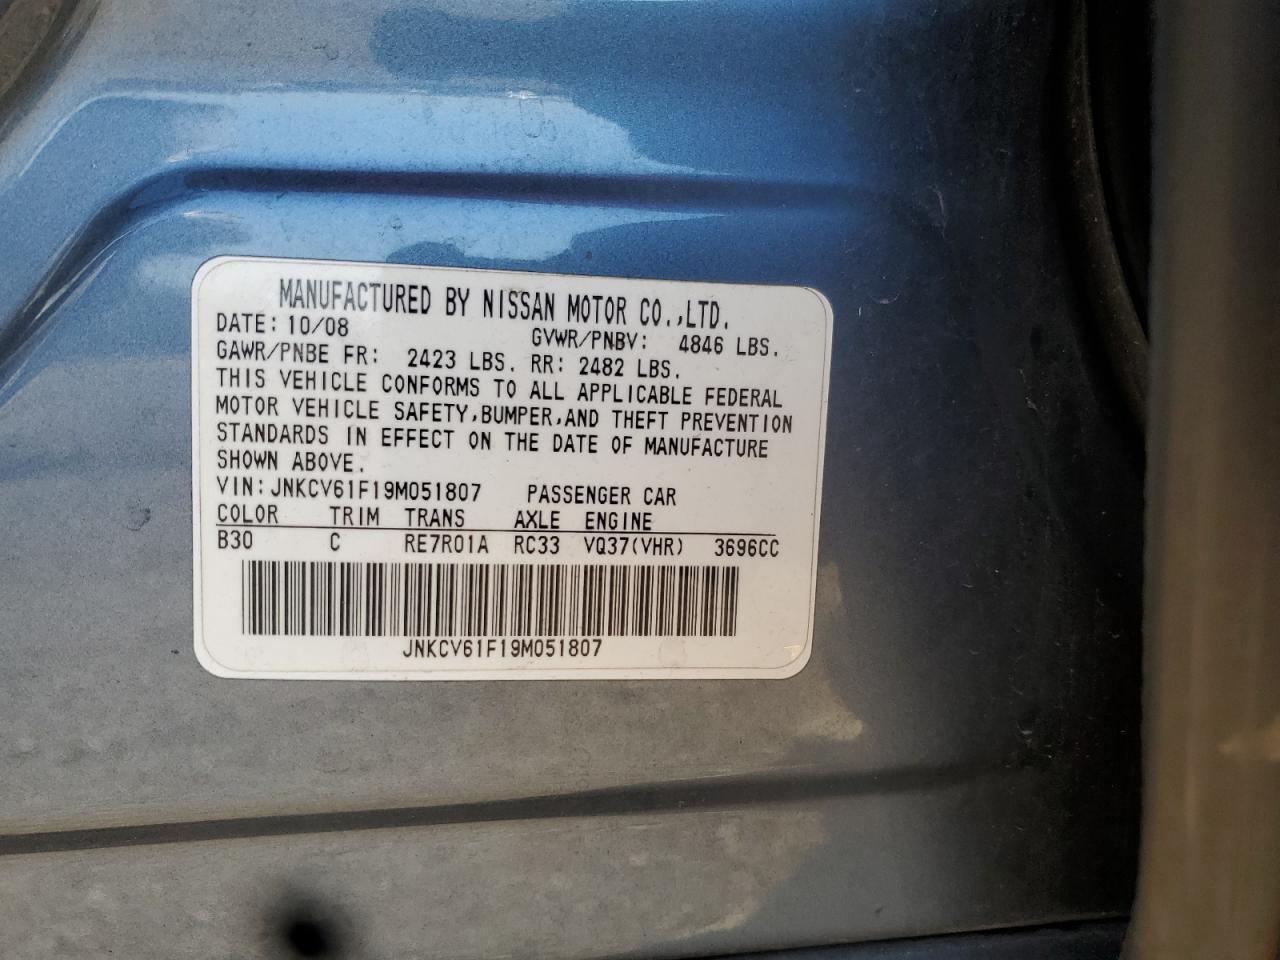 MANUFACTURED BY NISSAN MOTOR CO.,LTD.
DATE: 10/08 GVWR/PNBV: 4846 LBS.
GAWR/PNBE FR: 2423 LBS. RR: 2482 LBS.
THIS VEHICLE CONFORMS TO ALL APPLICABLE FEDERAL
MOTOR VEHICLE SAFETY,BUMPER,AND THEFT PREVENTION
STANDARDS IN EFFECT ON THE DATE OF MANUFACTURE
SHOWN ABOVE.
VIN: JNKCV61F19M051807 PASSENGER CAR
COLOR TRIM TRANS AXLE ENGINE
B30 C RE7R01A RC33 VQ37(VHR) 3696CC
JNKCV61F19M051807